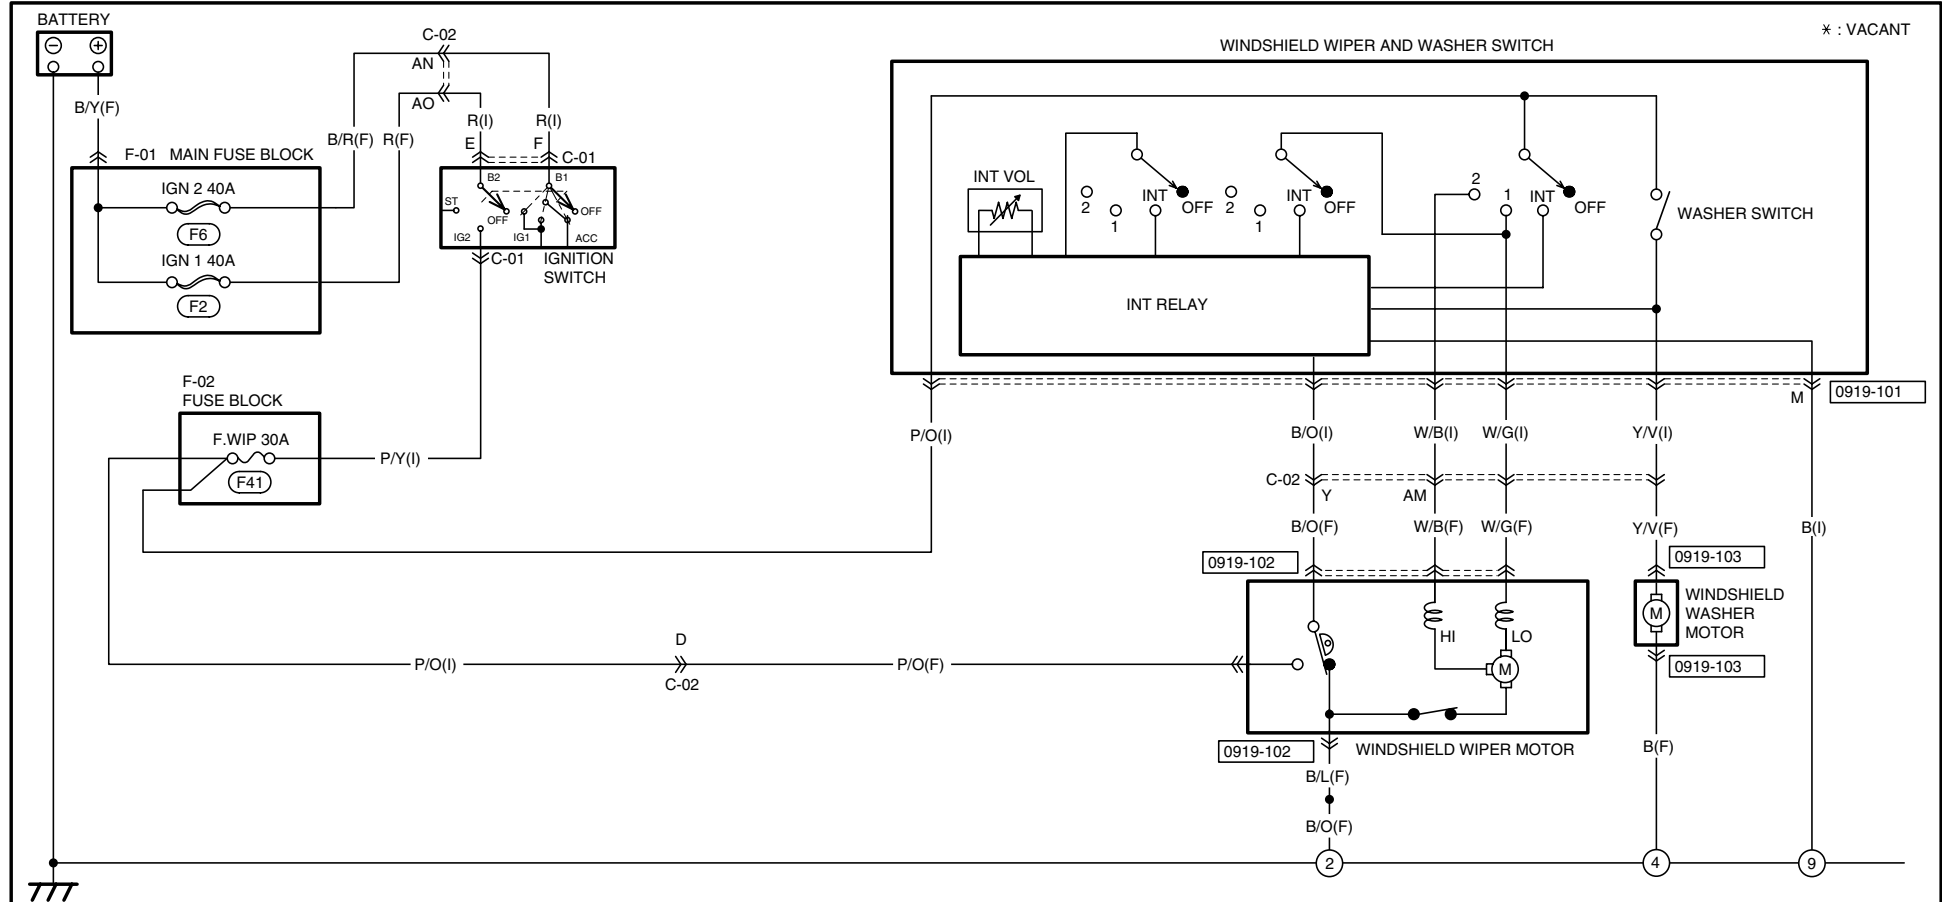 BATTERY
C-02
* : VACANT
WINDSHIELD WIPER AND WASHER SWITCH
− +
AN
AO
B/Y(F)
B/R(F) R(F)
R(I) R(I)
E F
F-01 MAIN FUSE BLOCK
C-01
IGN 2 40A
F6
IGN 1 40A
F2
B2 B1
ST
OFF OFF
IG2 IG1 ACC
C-01
IGNITION
SWITCH
INT VOL
2 1 INT OFF
2 1 INT OFF
2 1 INT OFF
WASHER SWITCH
INT RELAY
M
0919-101
F-02
FUSE BLOCK
F.WIP 30A
F41
P/Y(I)
P/O(I)
B/O(I) W/B(I) W/G(I) Y/V(I)
C-02
Y AM
B/O(F) W/B(F) W/G(F) Y/V(F) B(I)
0919-102
0919-103
HI LO
M
M
WINDSHIELD
WASHER
MOTOR
D
P/O(I) P/O(F)
C-02
0919-103
0919-102
WINDSHIELD WIPER MOTOR
B(F)
B/L(F)
B/O(F)
2 4 9